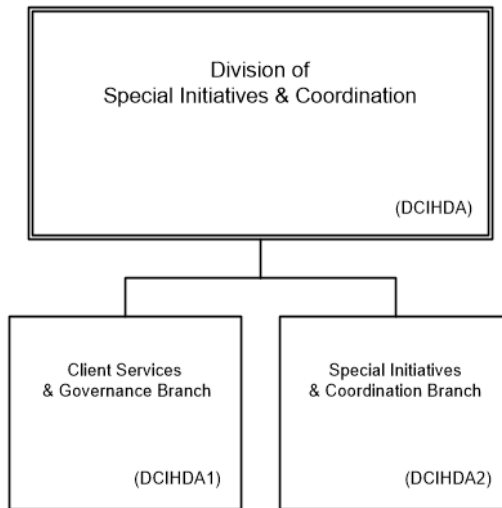 Division of
Special Initiatives & Coordination
(DCIHDA)
Client Services
& Governance Branch
(DCIHDA1)
Special Initiatives
& Coordination Branch
(DCIHDA2)